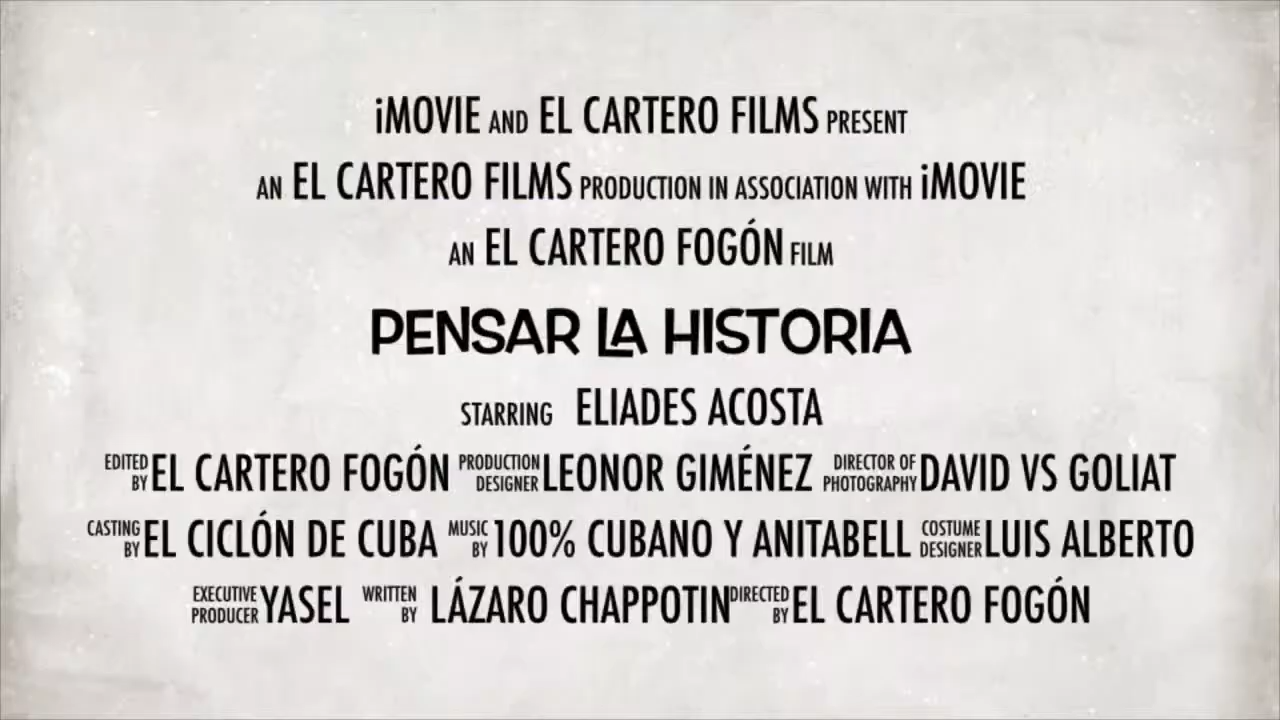 iMOVIE AND EL CARTERO FILMS PRESENT
AN EL CARTERO FILMS PRODUCTION IN ASSOCIATION WITH iMOVIE
AN EL CARTERO FOGÓN FILM
PENSAR LA HISTORIA
STARRING ELIADES ACOSTA
EDITED BY EL CARTERO FOGÓN PRODUCTION DESIGNER LEONOR GIMÉNEZ DIRECTOR OF PHOTOGRAPHY DAVID VS GOLIAT
CASTING BY EL CICLÓN DE CUBA MUSIC BY 100% CUBANO Y ANITABELL COSTUME DESIGNER LUIS ALBERTO
EXECUTIVE PRODUCER YASEL WRITTEN BY LÁZARO CHAPPOTIN DIRECTED BY EL CARTERO FOGÓN